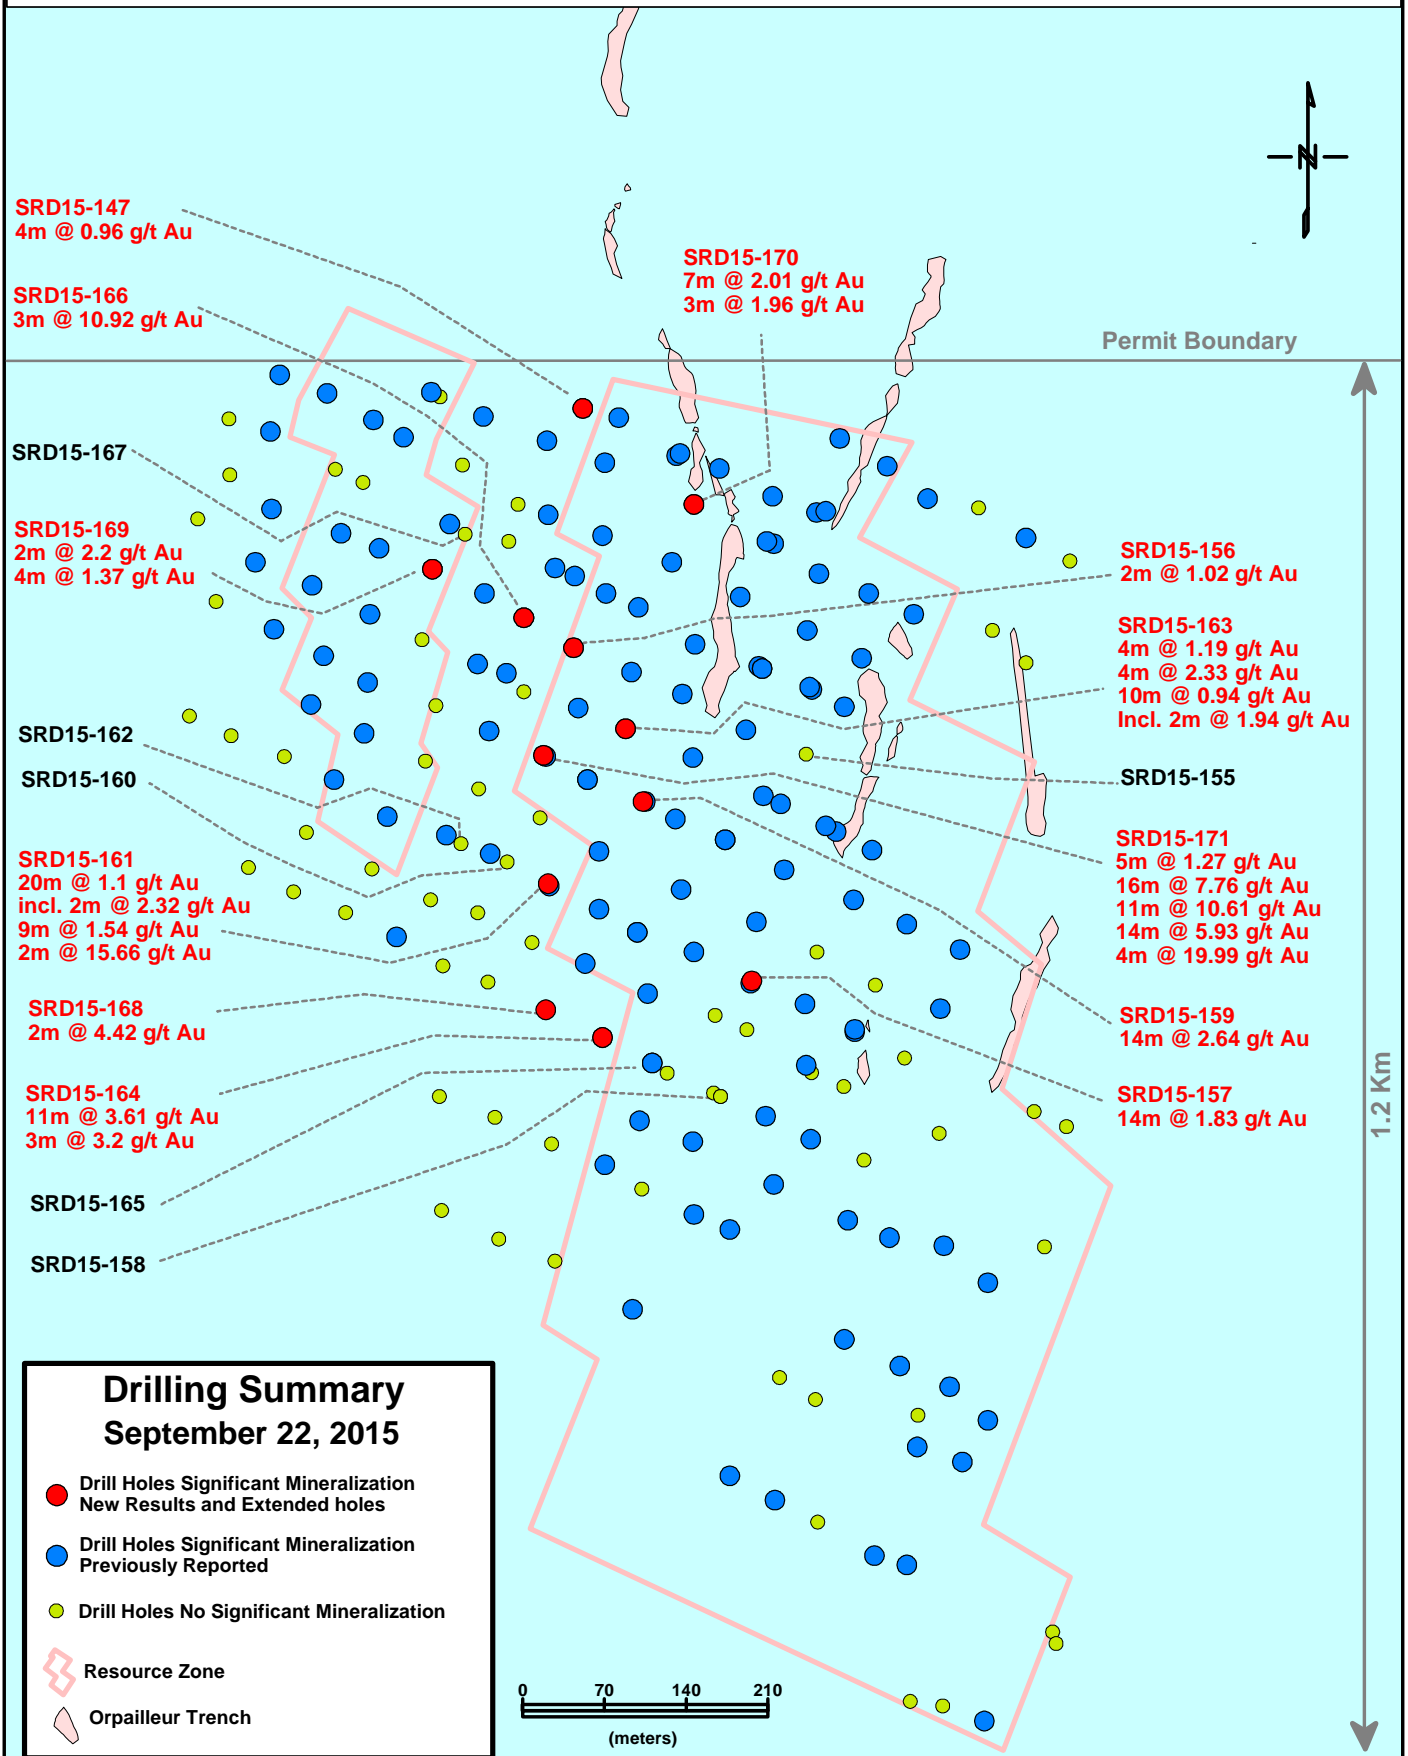 N
SRD15-147
4m @ 0.96 g/t Au
SRD15-166
3m @ 10.92 g/t Au
SRD15-170
7m @ 2.01 g/t Au
3m @ 1.96 g/t Au
Permit Boundary
SRD15-167
SRD15-169
2m @ 2.2 g/t Au
4m @ 1.37 g/t Au
SRD15-156
2m @ 1.02 g/t Au
SRD15-163
4m @ 1.19 g/t Au
4m @ 2.33 g/t Au
10m @ 0.94 g/t Au
Incl. 2m @ 1.94 g/t Au
SRD15-162
SRD15-160
SRD15-155
SRD15-161
20m @ 1.1 g/t Au
incl. 2m @ 2.32 g/t Au
9m @ 1.54 g/t Au
2m @ 15.66 g/t Au
SRD15-171
5m @ 1.27 g/t Au
16m @ 7.76 g/t Au
11m @ 10.61 g/t Au
14m @ 5.93 g/t Au
4m @ 19.99 g/t Au
SRD15-168
2m @ 4.42 g/t Au
SRD15-159
14m @ 2.64 g/t Au
SRD15-164
11m @ 3.61 g/t Au
3m @ 3.2 g/t Au
SRD15-157
14m @ 1.83 g/t Au
1.2 Km
SRD15-165
SRD15-158
Drilling Summary
September 22, 2015
Drill Holes Significant Mineralization
New Results and Extended holes
Drill Holes Significant Mineralization
Previously Reported
Drill Holes No Significant Mineralization
Resource Zone
Orpailleur Trench
0 70 140 210
(meters)